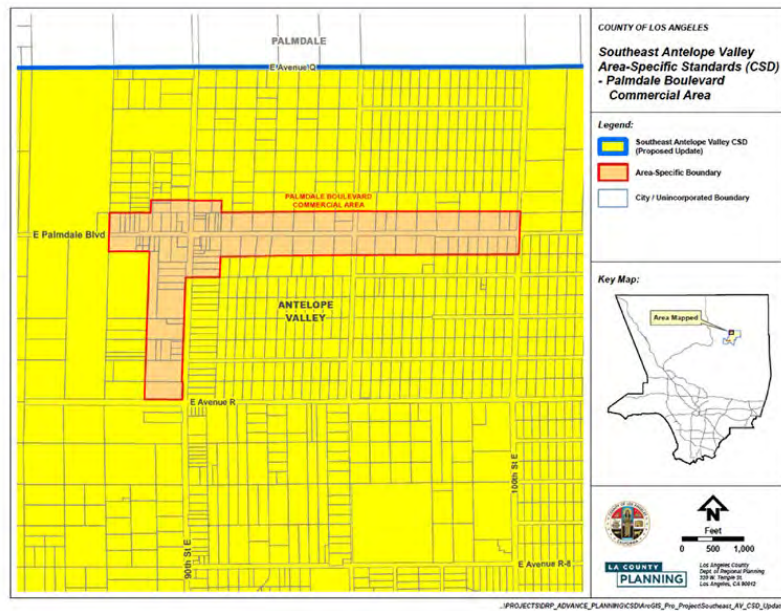 PALMDALE
E Avenue Q
PALMDALE BOULEVARD
COMMERCIAL AREA
E Palmdale Blvd
ANTELOPE
VALLEY
E Avenue R
100th St E
90th St E
E Avenue R-8
COUNTY OF LOS ANGELES
Southeast Antelope Valley
Area-Specific Standards (CSD)
- Palmdale Boulevard
Commercial Area
Legend:
Southeast Antelope Valley CSD
(Proposed Update)
Area-Specific Boundary
City / Unincorporated Boundary
Key Map:
Area Mapped
N
Feet
0 500 1,000
LA COUNTY
PLANNING
Los Angeles County
Dept. of Regional Planning
320 W. Temple St.
Los Angeles, CA 90012